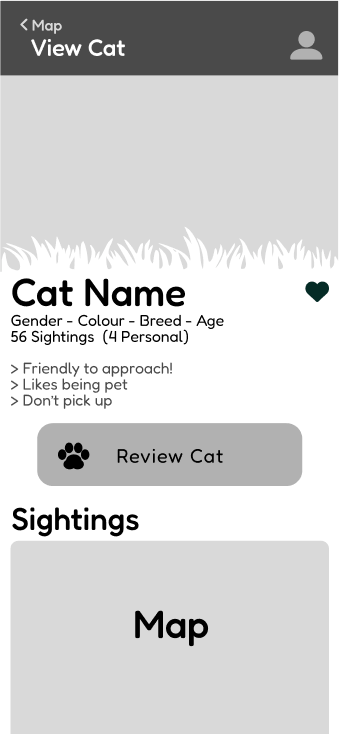 Map
View Cat
Cat Name
Gender - Colour - Breed - Age
56 Sightings (4 Personal)
> Friendly to approach!
> Likes being pet
> Don't pick up
Review Cat
Sightings
Map